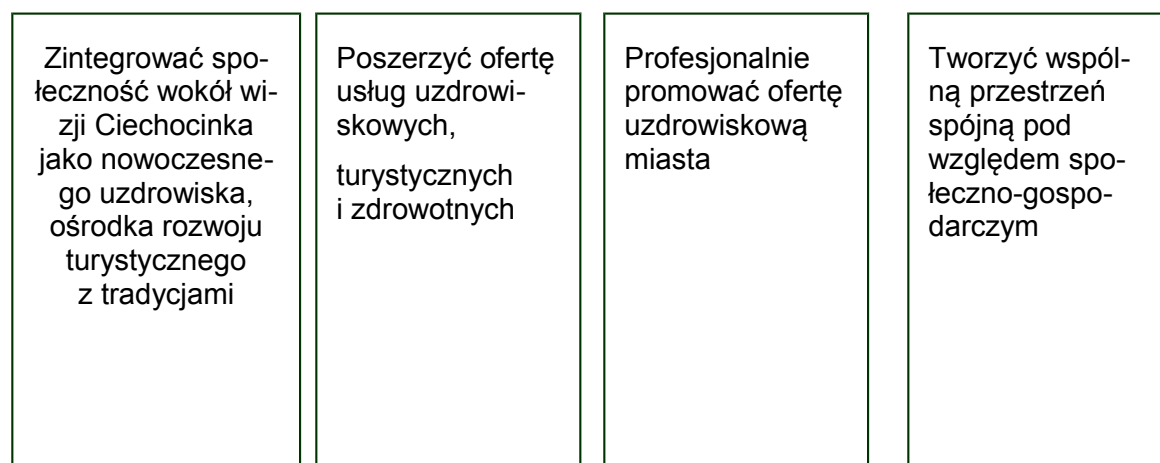 Zintegrować spo-
łeczność wokół wi-
zji Ciechocinka
jako nowoczesne-
go uzdrowiska,
ośrodka rozwoju
turystycznego
z tradycjami
Poszerzyć ofertę
usług uzdrowi-
skowych,
turystycznych
i zdrowotnych
Profesjonalnie
promować ofertę
uzdrowiskową
miasta
Tworzyć wspól-
ną przestrzeń
spójną pod
względem spo-
łeczno-gospo-
darczym